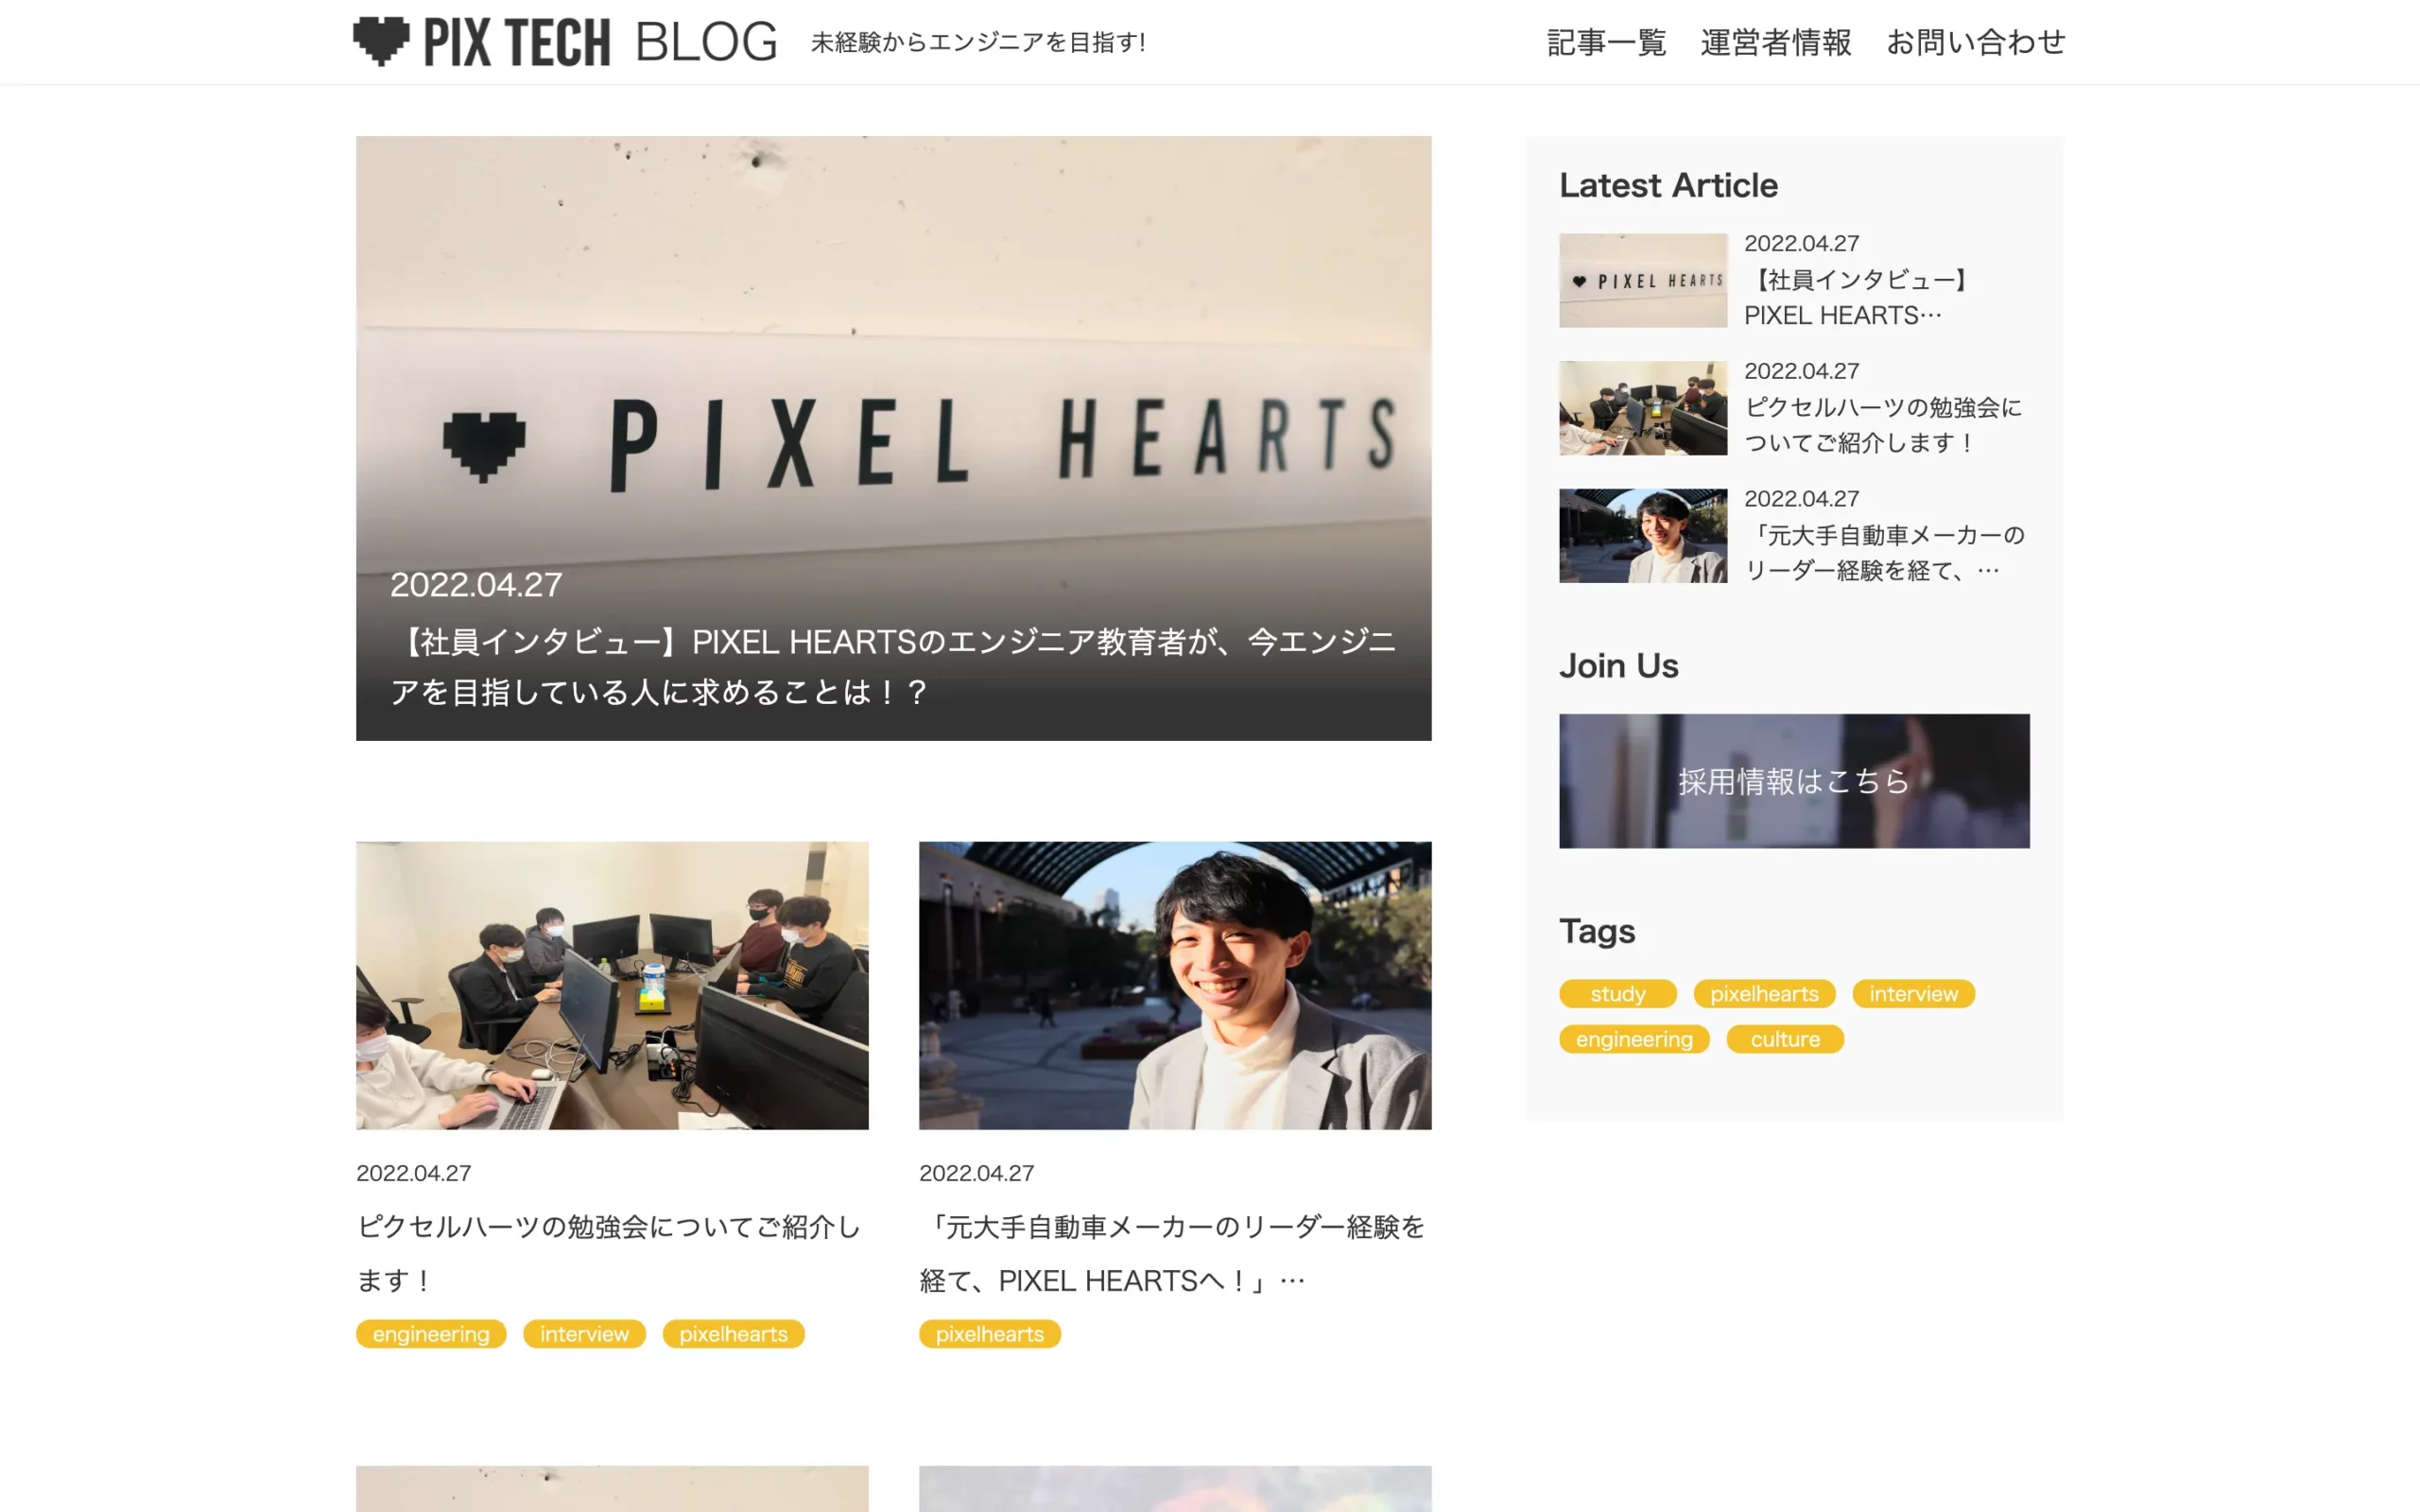 PIX TECH BLOG 未経験からエンジニアを目指す!
記事一覧 運営者情報 お問い合わせ
PIXEL HEARTS
2022.04.27
【社員インタビュー】PIXEL HEARTSのエンジニア教育者が、今エンジニ
アを目指している人に求めることは！？
2022.04.27
ピクセルハーツの勉強会についてご紹介し
ます！
engineering interview pixelhearts
2022.04.27
「元大手自動車メーカーのリーダー経験を
経て、PIXEL HEARTSへ！」…
pixelhearts
Latest Article
PIXEL HEARTS
2022.04.27
【社員インタビュー】
PIXEL HEARTS…
2022.04.27
ピクセルハーツの勉強会に
ついてご紹介します！
2022.04.27
「元大手自動車メーカーの
リーダー経験を経て、…
Join Us
採用情報はこちら
Tags
study pixelhearts interview
engineering culture